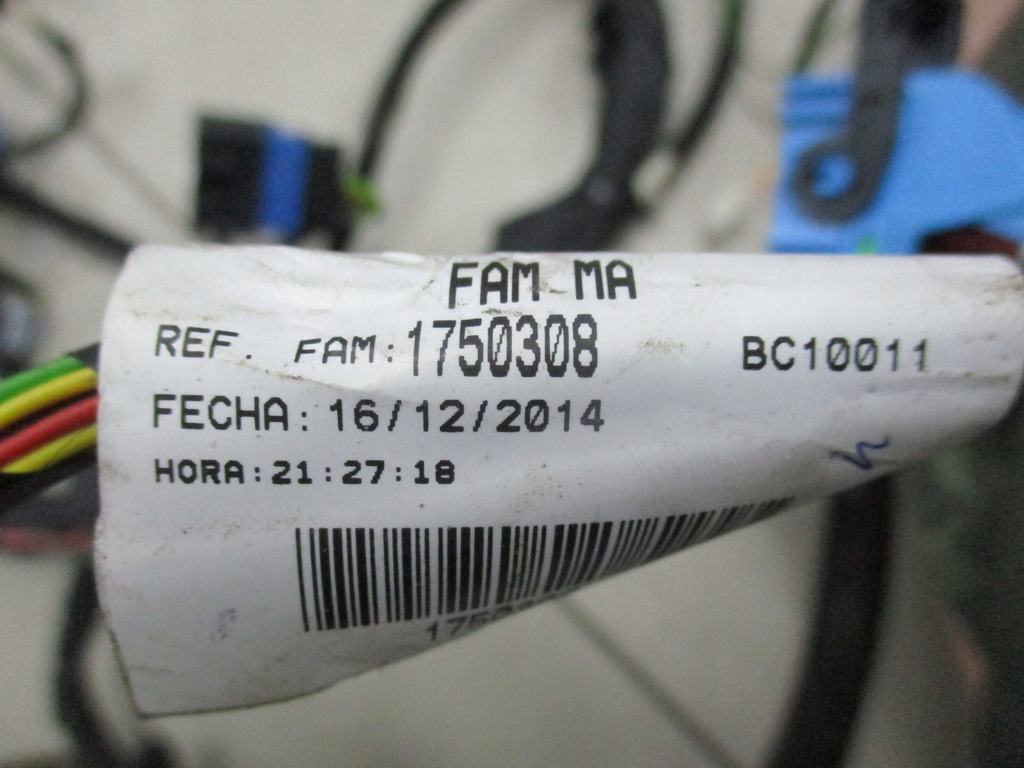 FAM MA
REF. FAM:1750308
BC10011
FECHA: 16/12/2014
HORA:21:27:18